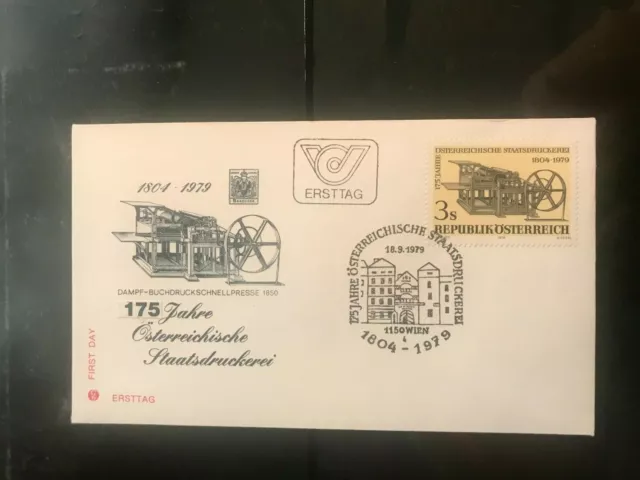 1804 - 1979
ERSTTAG
DAMPF-BUCHDRUCKSCHNELLPRESSE 1850
175 Jahre
Österreichische
Staatsdruckerei
FIRST DAY
ERSTTAG
175 JAHRE ÖSTERREICHISCHE STAATSDRUCKEREI
1804-1979
3s
REPUBLIK ÖSTERREICH
175 JAHRE ÖSTERREICHISCHE STAATSDRUCKEREI
18.9.1979
1150 WIEN
4
1804-1979